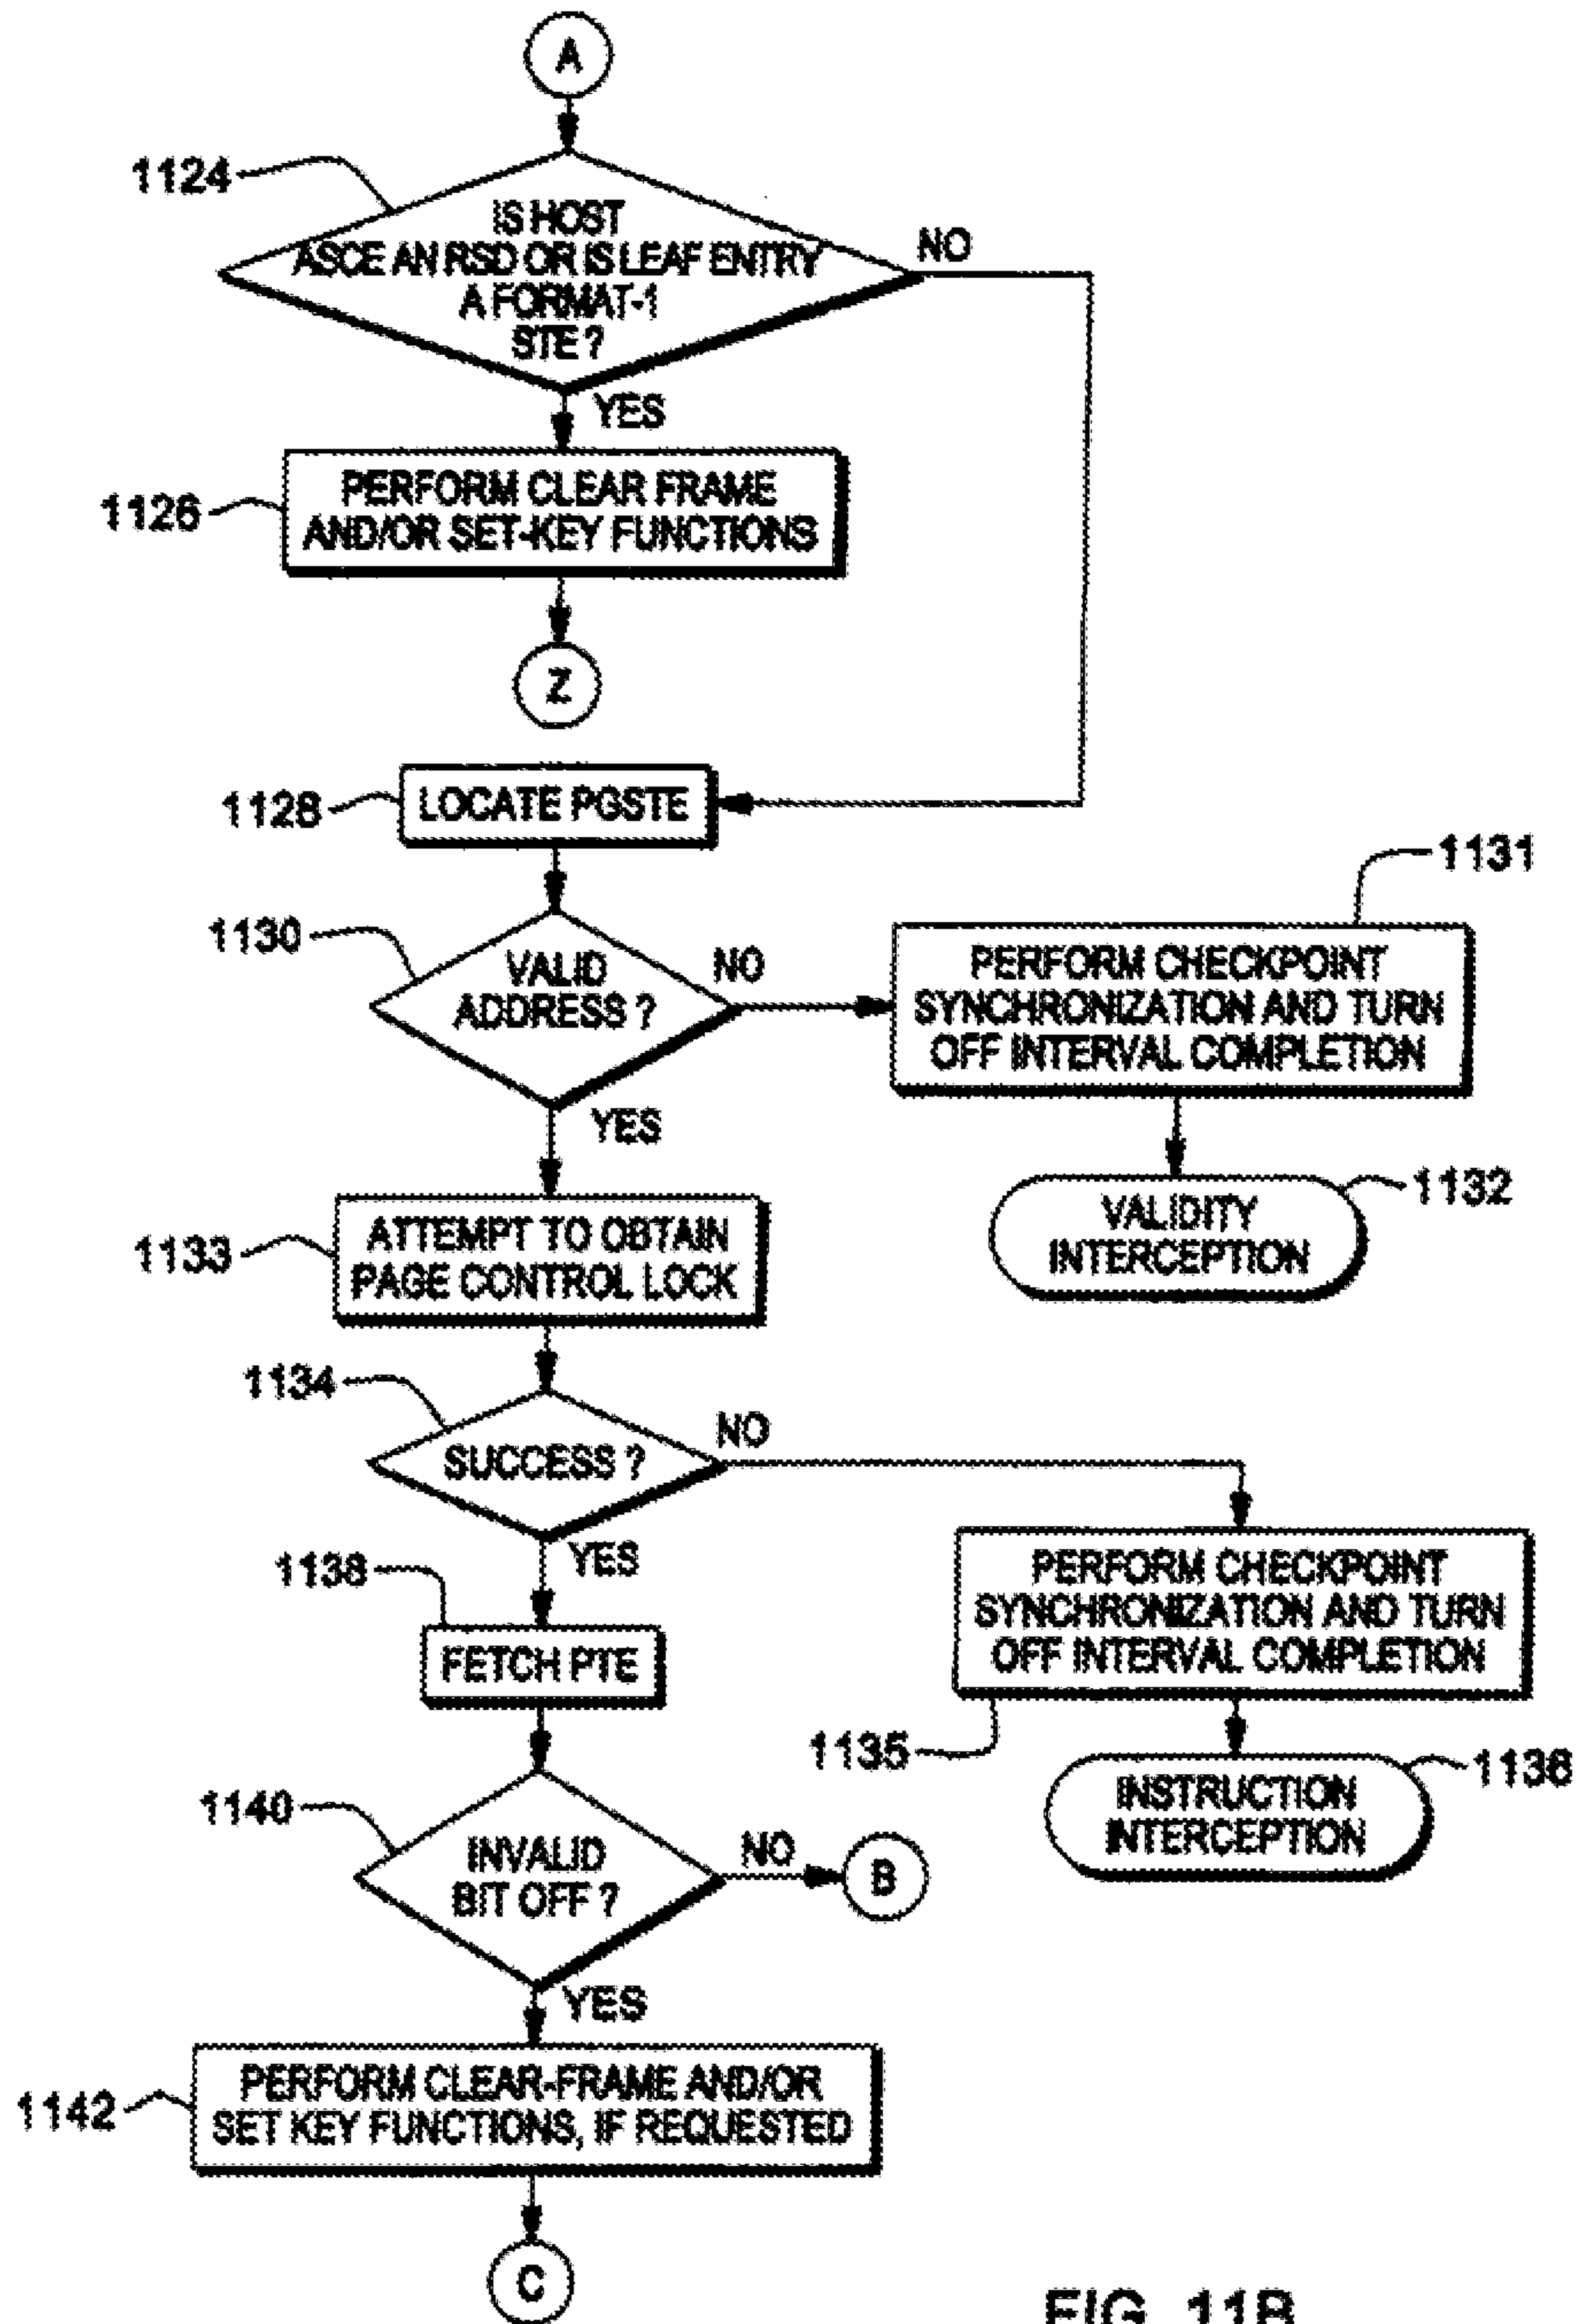 A
1124
IS HOST
ASCE AN RSD OR IS LEAF ENTRY
A FORMAT-1
STE ?
NO
YES
1126
PERFORM CLEAR FRAME
AND/OR SET-KEY FUNCTIONS
Z
1128
LOCATE PGSTE
1130
VALID
ADDRESS ?
NO
YES
1131
PERFORM CHECKPOINT
SYNCHRONIZATION AND TURN
OFF INTERVAL COMPLETION
1132
VALIDITY
INTERCEPTION
1133
ATTEMPT TO OBTAIN
PAGE CONTROL LOCK
1134
SUCCESS ?
NO
YES
PERFORM CHECKPOINT
SYNCHRONIZATION AND TURN
OFF INTERVAL COMPLETION
1135
1136
INSTRUCTION
INTERCEPTION
1138
FETCH PTE
1140
INVALID
BIT OFF ?
NO
B
YES
1142
PERFORM CLEAR-FRAME AND/OR
SET KEY FUNCTIONS, IF REQUESTED
C
FIG. 11B